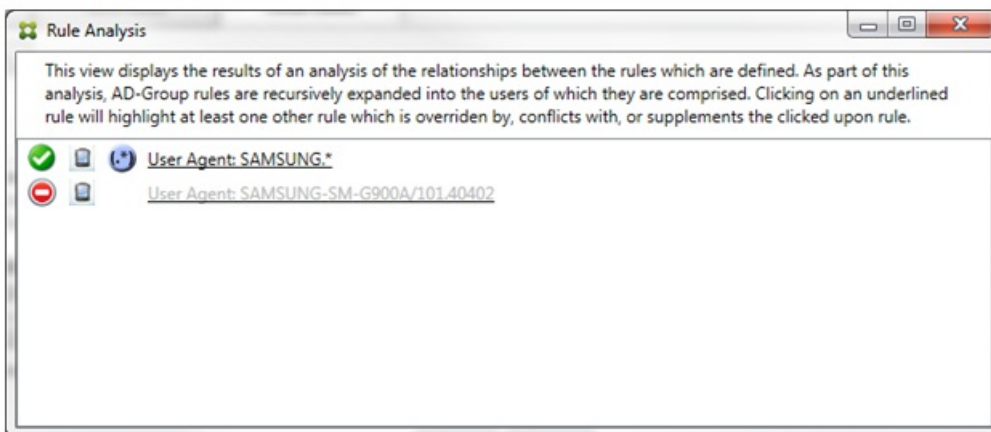 Rule Analysis
This view displays the results of an analysis of the relationships between the rules which are defined. As part of this
analysis, AD-Group rules are recursively expanded into the users of which they are comprised. Clicking on an underlined
rule will highlight at least one other rule which is overriden by, conflicts with, or supplements the clicked upon rule.
(.*) User Agent: SAMSUNG.*
User Agent: SAMSUNG-SM-G900A/101.40402